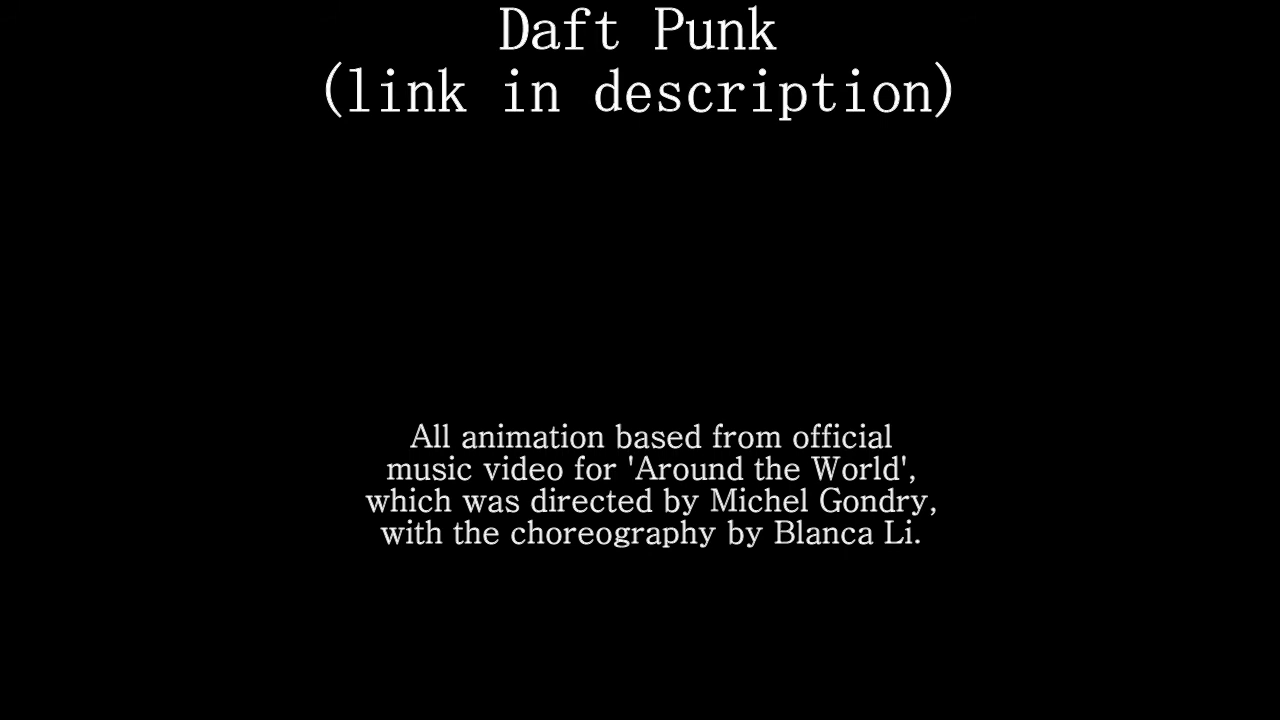 Daft Punk
(link in description)
All animation based from official
music video for 'Around the World',
which was directed by Michel Gondry,
with the choreography by Blanca Li.